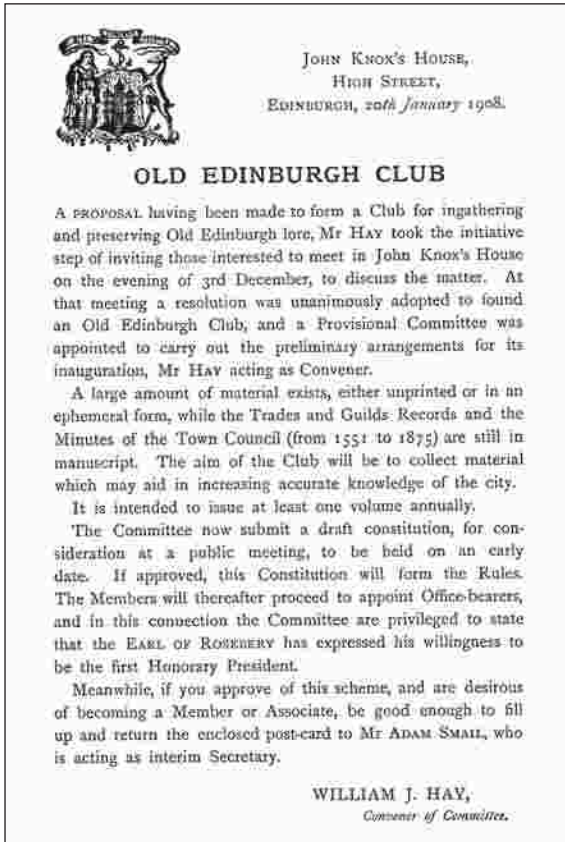 JOHN KNOX'S HOUSE,
HIGH STREET,
EDINBURGH, 20th January 1908.
OLD EDINBURGH CLUB
A PROPOSAL having been made to form a Club for ingathering
and preserving Old Edinburgh lore, Mr HAY took the initiative
step of inviting those interested to meet in John Knox's House
on the evening of 3rd December, to discuss the matter. At
that meeting a resolution was unanimously adopted to found
an Old Edinburgh Club, and a Provisional Committee was
appointed to carry out the preliminary arrangements for its
inauguration, Mr HAY acting as Convener.
A large amount of material exists, either unprinted or in an
ephemeral form, while the Trades and Guilds Records and the
Minutes of the Town Council (from 1551 to 1875) are still in
manuscript. The aim of the Club will be to collect material
which may aid in increasing accurate knowledge of the city.
It is intended to issue at least one volume annually.
The Committee now submit a draft constitution, for con-
sideration at a public meeting, to be held on an early
date. If approved, this Constitution will form the Rules.
The Members will thereafter proceed to appoint Office-bearers,
and in this connection the Committee are privileged to state
that the EARL OF ROSEBERY has expressed his willingness to
be the first Honorary President.
Meanwhile, if you approve of this scheme, and are desirous
of becoming a Member or Associate, be good enough to fill
up and return the enclosed post-card to Mr ADAM SMAIL, who
is acting as interim Secretary.
WILLIAM J. HAY,
Convener of Committee.